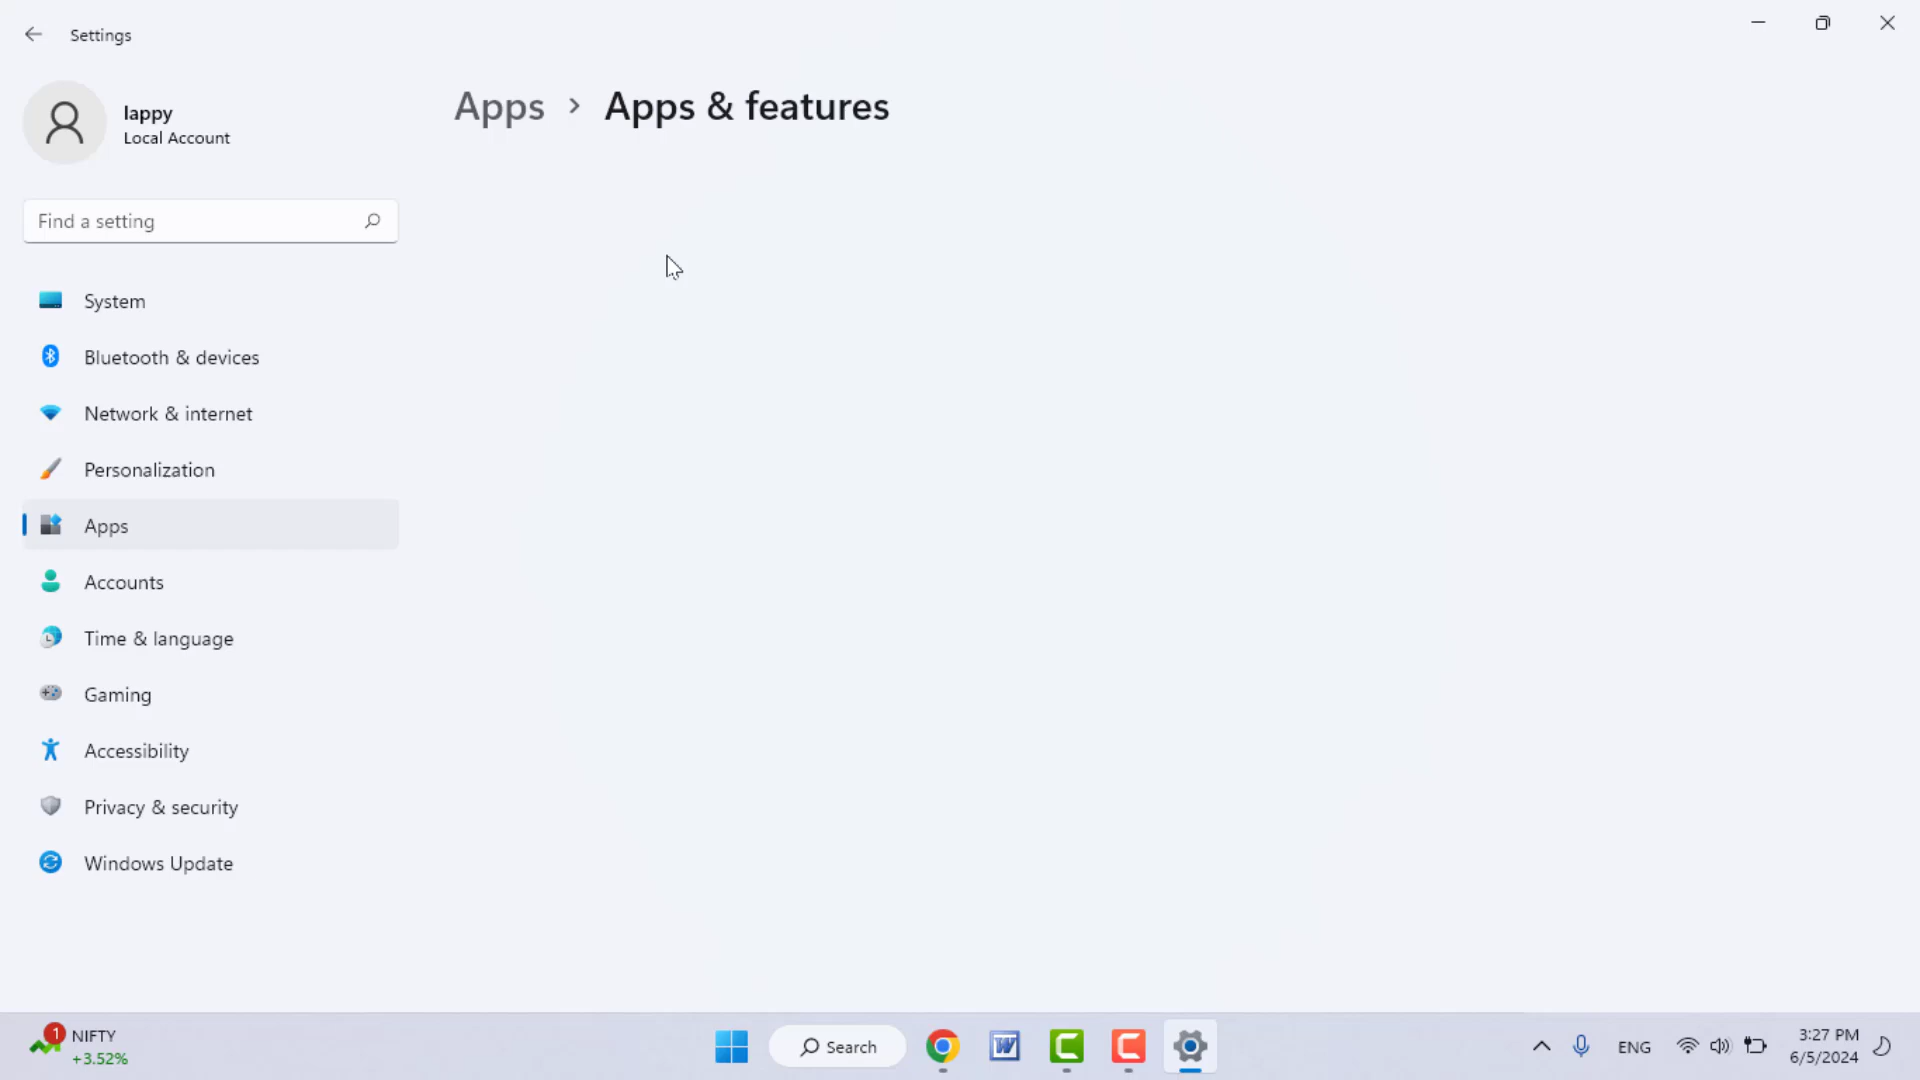 Settings
lappy
Local Account
Apps > Apps & features
Find a setting
System
Bluetooth & devices
Network & internet
Personalization
Apps
Accounts
Time & language
Gaming
Accessibility
Privacy & security
Windows Update
1
NIFTY
+3.52%
Search
W
ENG
3:27 PM
6/5/2024